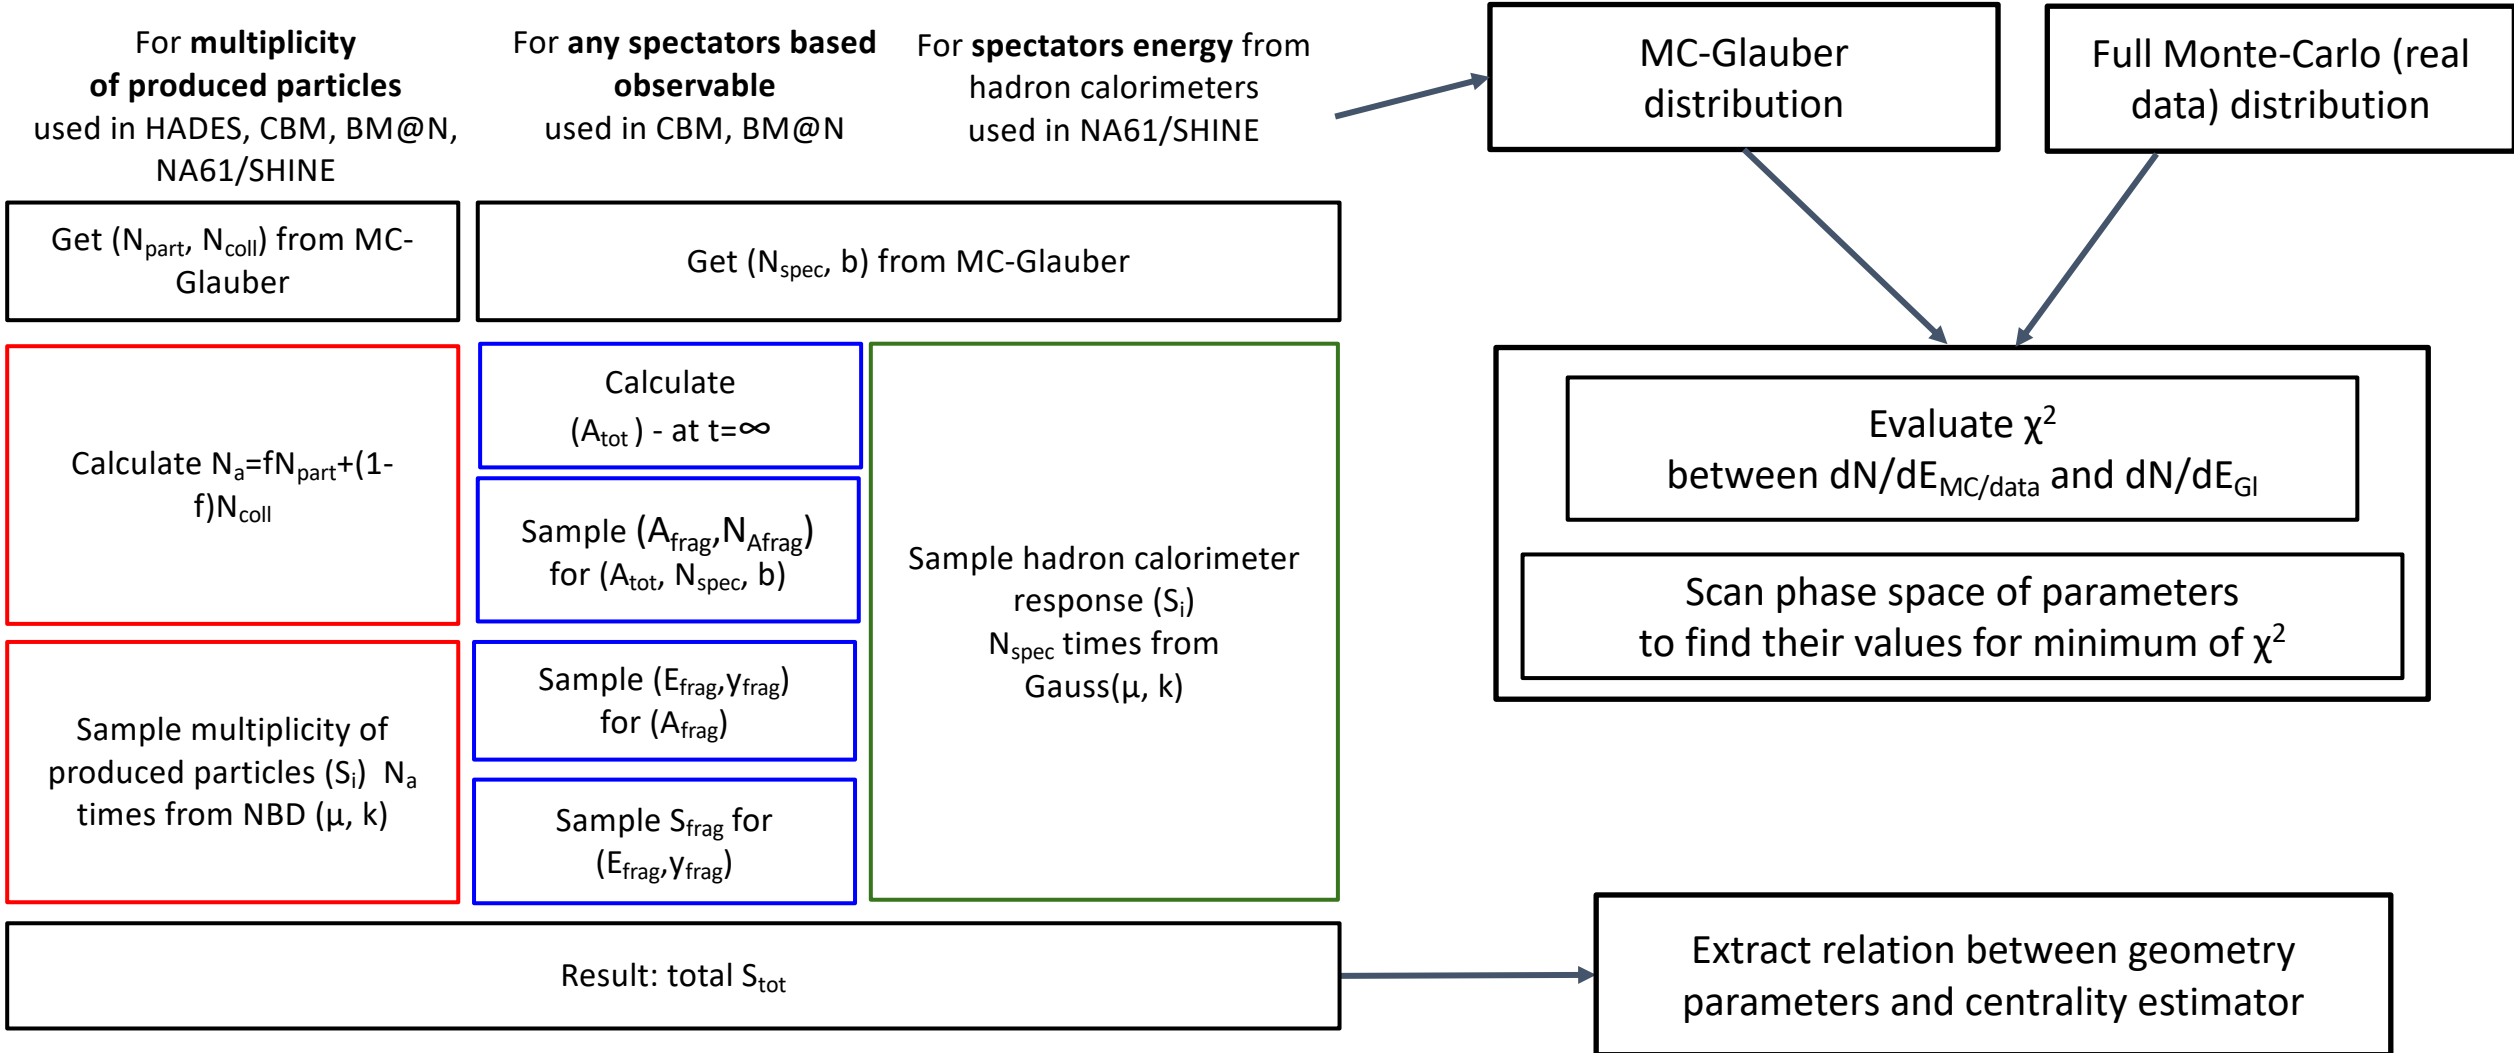 For multiplicity
of produced particles
used in HADES, CBM, BM@N,
NA61/SHINE
For any spectators based
observable
used in CBM, BM@N
For spectators energy from
hadron calorimeters
used in NA61/SHINE
MC-Glauber
distribution
Full Monte-Carlo (real
data) distribution
Get (Npart, Ncoll) from MC-
Glauber
Get (Nspec, b) from MC-Glauber
Calculate Na=fNpart+(1-
f)Ncoll
Sample multiplicity of
produced particles (Si) Na
times from NBD (μ, k)
Calculate
(Atot ) - at t=∞
Sample (Afrag,NAfrag)
for (Atot, Nspec, b)
Sample (Efrag,yfrag)
for (Afrag)
Sample Sfrag for
(Efrag,yfrag)
Sample hadron calorimeter
response (Si)
Nspec times from
Gauss(μ, k)
Evaluate χ2
between dN/dEMC/data and dN/dEGl
Scan phase space of parameters
to find their values for minimum of χ2
Result: total Stot
Extract relation between geometry
parameters and centrality estimator